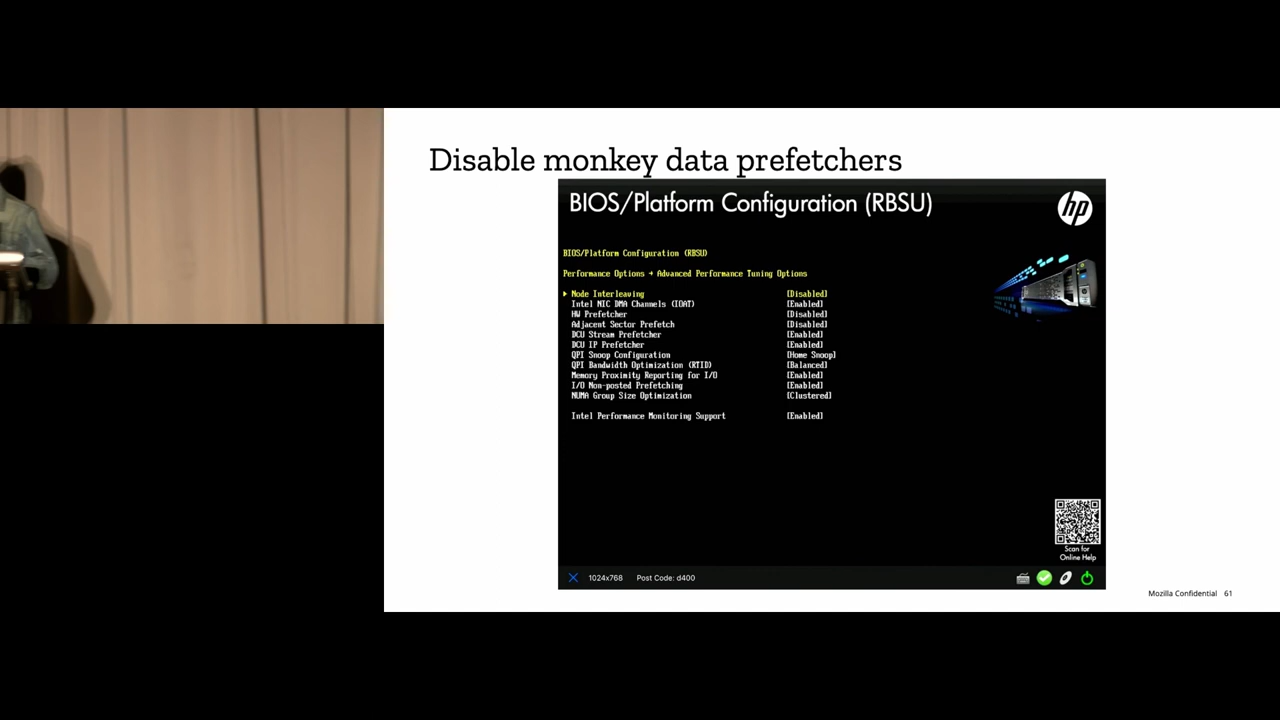 Disable monkey data prefetchers
BIOS/Platform Configuration (RBSU)
hp
BIOS/Platform Configuration (RBSU)
Performance Options → Advanced Performance Tuning Options
Node Interleaving [Disabled]
Intel NIC DMA Channels (IOAT) [Enabled]
HW Prefetcher [Disabled]
Adjacent Sector Prefetch [Disabled]
DCU Stream Prefetcher [Enabled]
DCU IP Prefetcher [Enabled]
QPI Snoop Configuration [Home Snoop]
QPI Bandwidth Optimization (RTID) [Balanced]
Memory Proximity Reporting for I/O [Enabled]
I/O Non-posted Prefetching [Enabled]
NUMA Group Size Optimization [Clustered]
Intel Performance Monitoring Support [Enabled]
Scan for
Online Help
1024x768 Post Code: d400
Mozilla Confidential 61